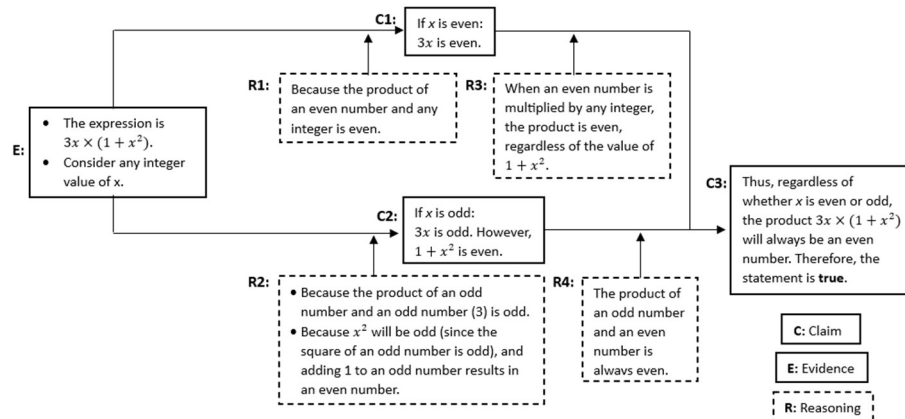 C1:
If x is even:
3x is even.
R1:
Because the product of
an even number and any
integer is even.
R3:
When an even number is
multiplied by any integer,
the product is even,
regardless of the value of
1 + x².
E:
• The expression is
3x × (1 + x²).
• Consider any integer
value of x.
C2:
If x is odd:
3x is odd. However,
1 + x² is even.
R2:
• Because the product of an odd
number and an odd number (3) is odd.
• Because x² will be odd (since the
square of an odd number is odd), and
adding 1 to an odd number results in
an even number.
R4:
The product of
an odd number
and an even
number is
always even.
C3:
Thus, regardless of
whether x is even or odd,
the product 3x × (1 + x²)
will always be an even
number. Therefore, the
statement is true.
C: Claim
E: Evidence
R: Reasoning